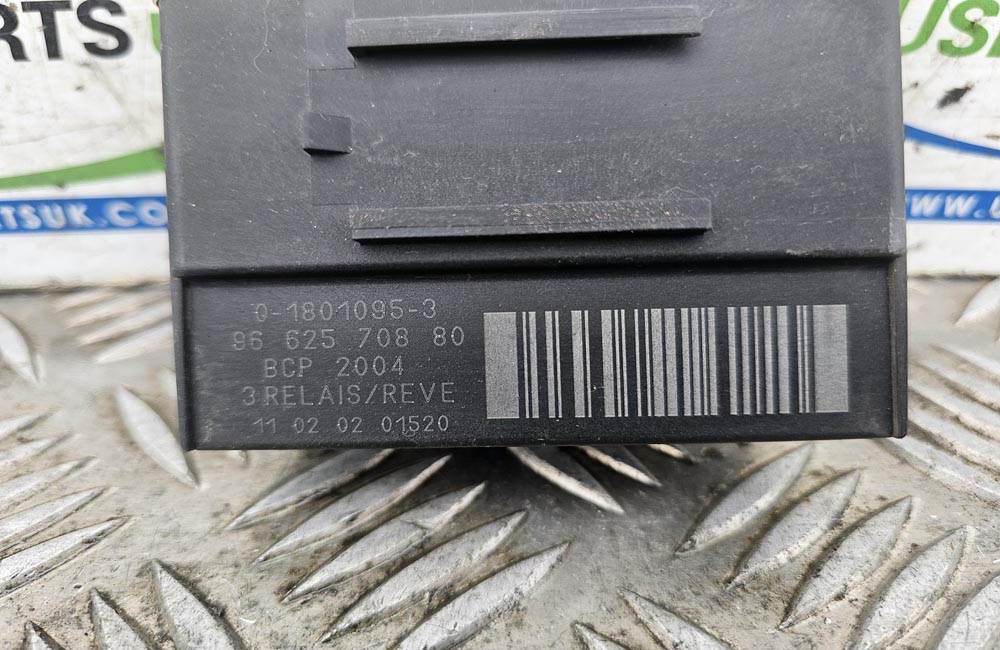 RTS
US
TSUK.CO
www.
0-1801095-3
96 625 708 80
BCP 2004
3 RELAIS/REVE
11 02 02 01520